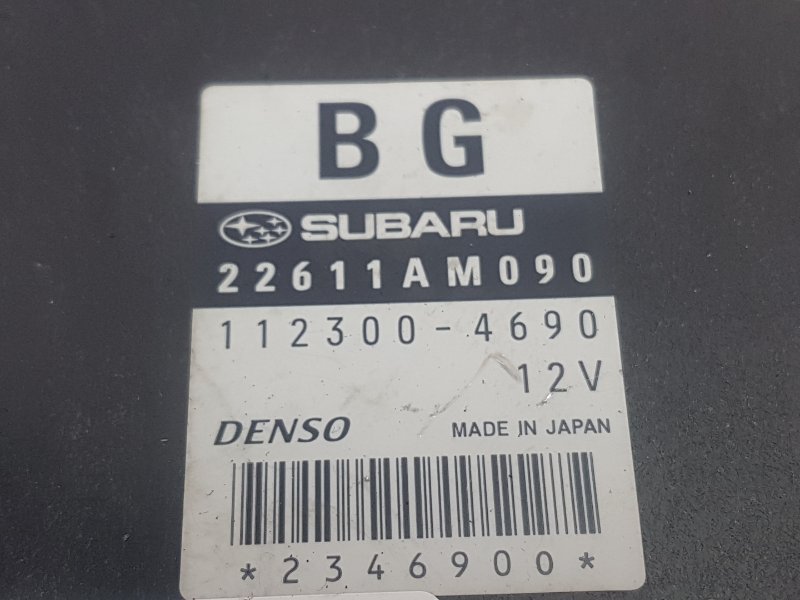 BG
SUBARU
22611AM090
112300-4690
12V
DENSO MADE IN JAPAN
*2346900*